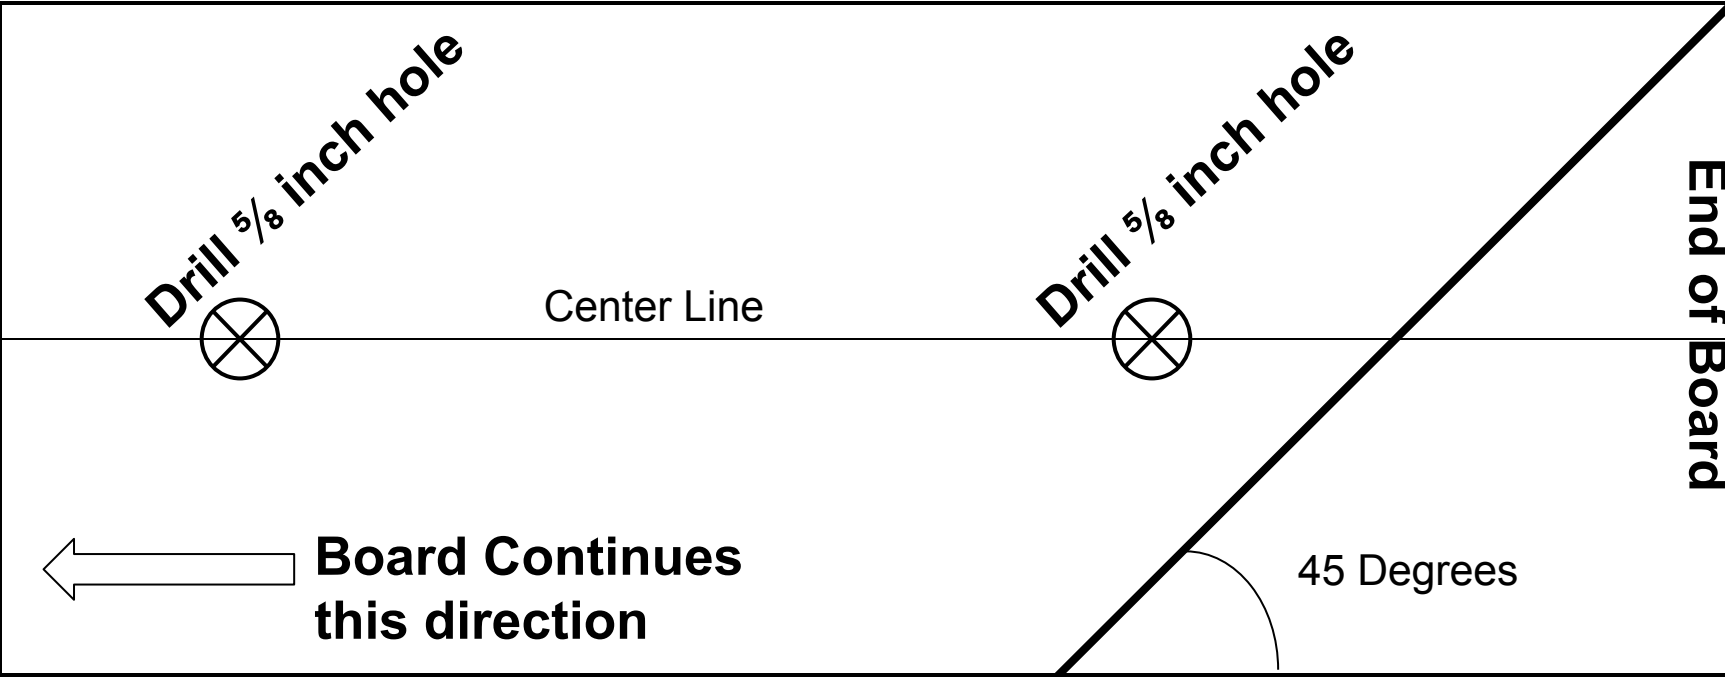 Drill ⅝ inch hole
Drill ⅝ inch hole
Center Line
End of Board
Board Continues
this direction
45 Degrees